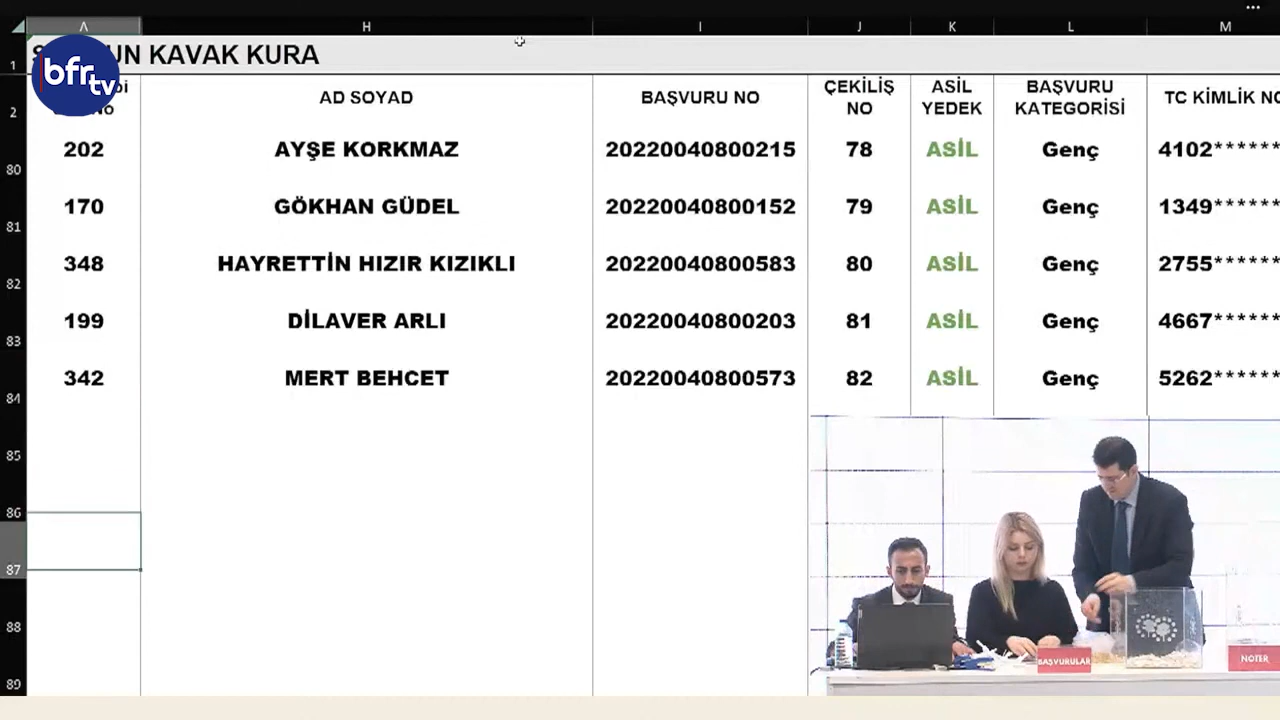 A H I J K L M
1 UN KAVAK KURA
bfr tv
2 AD SOYAD BAŞVURU NO ÇEKİLİŞ NO ASİL YEDEK BAŞVURU KATEGORİSİ TC KİMLİK NO
80 202 AYŞE KORKMAZ 20220040800215 78 ASİL Genç 4102******
81 170 GÖKHAN GÜDEL 20220040800152 79 ASİL Genç 1349******
82 348 HAYRETTİN HIZIR KIZIKLI 20220040800583 80 ASİL Genç 2755******
83 199 DİLAVER ARLI 20220040800203 81 ASİL Genç 4667******
84 342 MERT BEHCET 20220040800573 82 ASİL Genç 5262******
85
86
87
88
89
BAŞVURULAR
NOTER